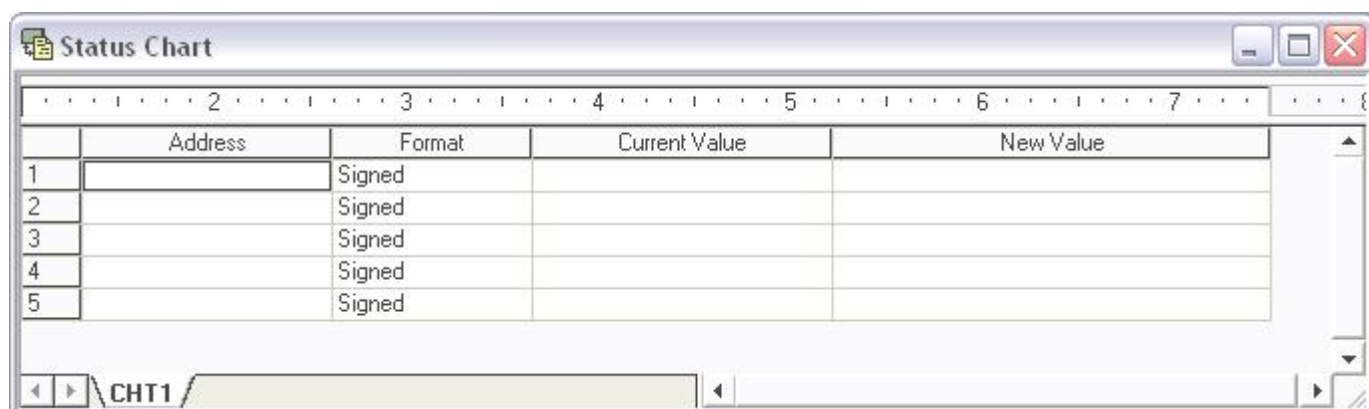 Status Chart
2 3 4 5 6 7 8
Address Format Current Value New Value
1 Signed
2 Signed
3 Signed
4 Signed
5 Signed
CHT1